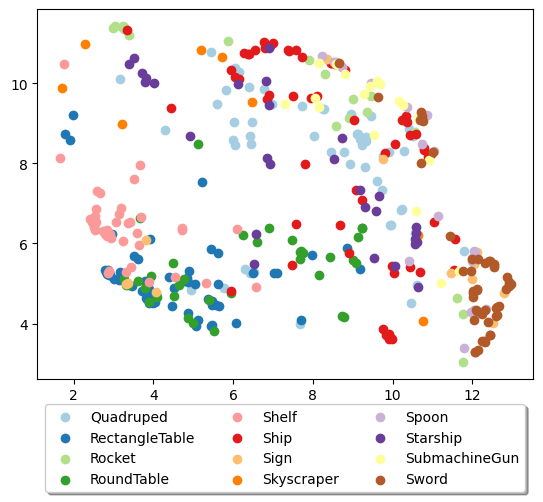 10
8
6
4
2 4 6 8 10 12
Quadruped Shelf Spoon
RectangleTable Ship Starship
Rocket Sign SubmachineGun
RoundTable Skyscraper Sword